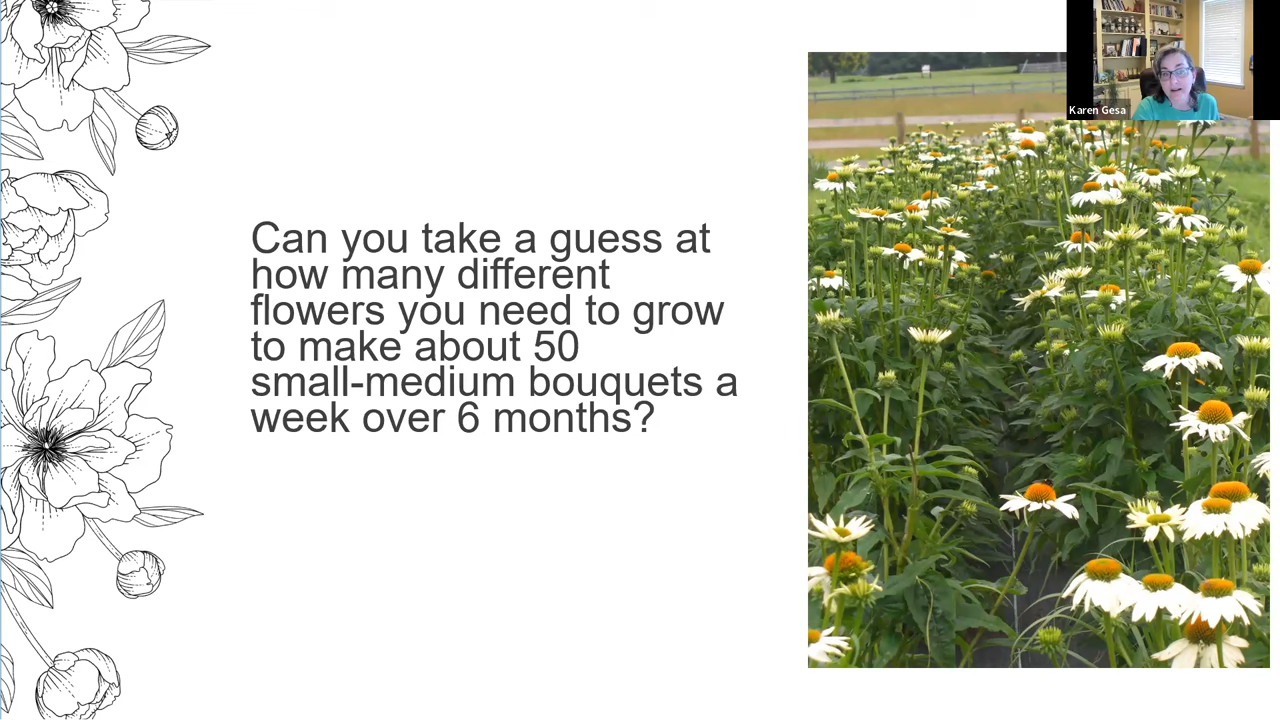 Karen Gesa
Can you take a guess at
how many different
flowers you need to grow
to make about 50
small-medium bouquets a
week over 6 months?